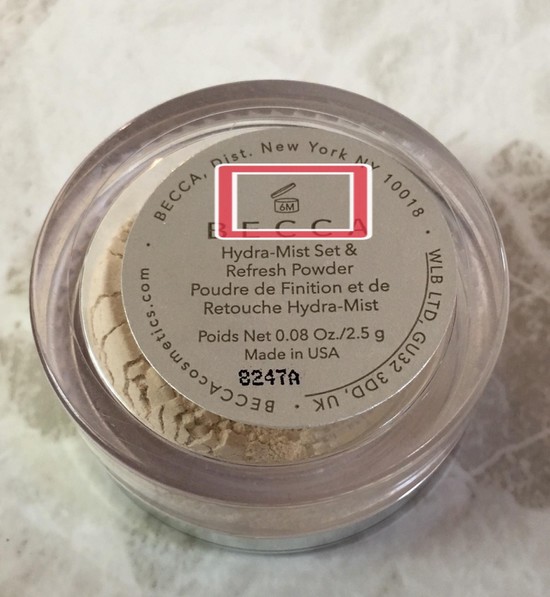 BECCA, Dist. New York NY 10018
6M
BECCA
Hydra-Mist Set &
Refresh Powder
Poudre de Finition et de
Retouche Hydra-Mist
Poids Net 0.08 Oz./2.5 g
Made in USA
8247A
WLB LTD, GU32 3DD, UK
BECCAcosmetics.com